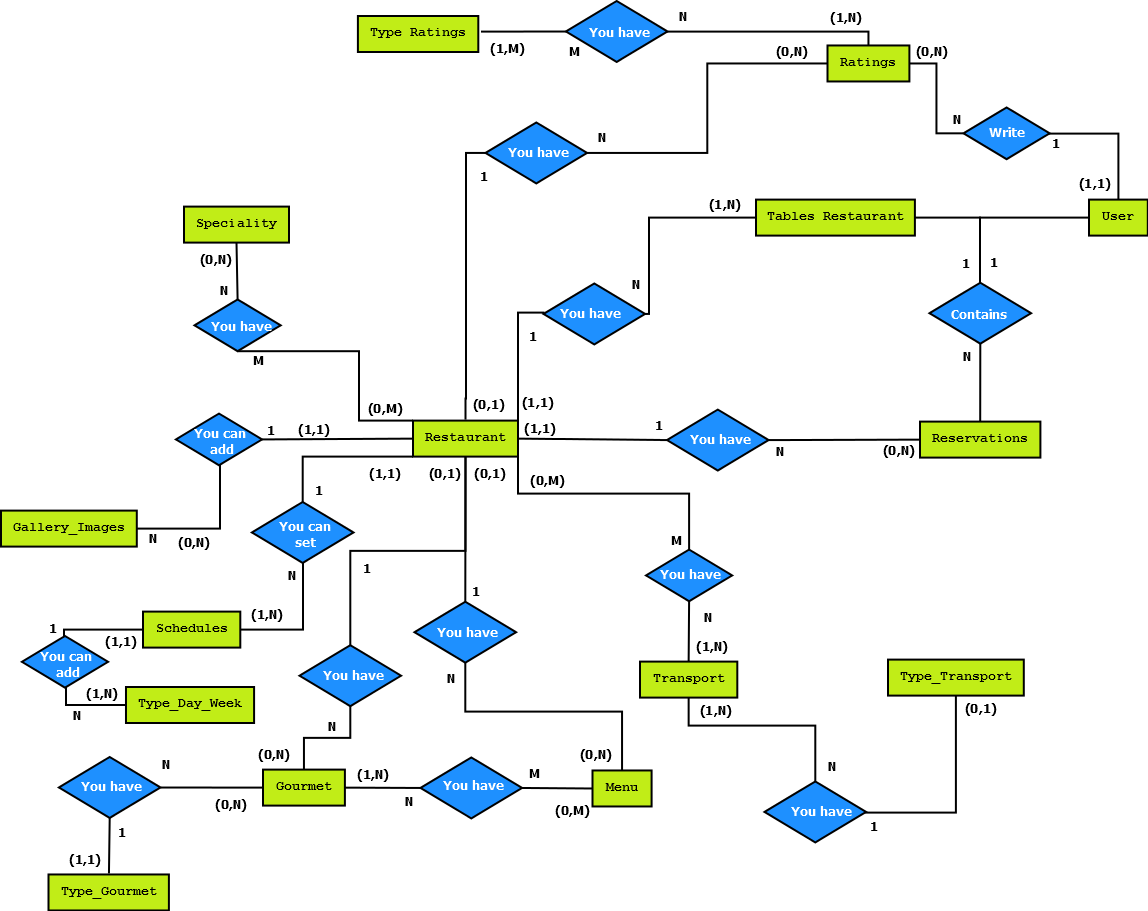 Type Ratings
(1,M)
M
You have
N
(1,N)
(0,N)
Ratings
(0,N)
N
Write
1
(1,1)
User
N
You have
1
(1,N)
Tables Restaurant
Speciality
(0,N)
N
You have
M
(0,M)
N
You have
1
1
1
Contains
N
(0,1)
(1,1)
You can
add
1
(1,1)
Restaurant
(1,1)
1
You have
N
(0,N)
Reservations
(1,1)
(0,1)
(0,1)
(0,M)
Gallery_Images
N
(0,N)
1
You can
set
N
M
You have
N
1
1
You have
N
(1,N)
Schedules
1
(1,1)
You can
add
(1,N)
N
Type_Day_Week
You have
N
(1,N)
Transport
(1,N)
Type_Transport
(0,1)
N
You have
1
(0,N)
(0,N)
N
You have
(0,N)
Gourmet
(1,N)
N
You have
M
(0,M)
Menu
1
(1,1)
Type_Gourmet